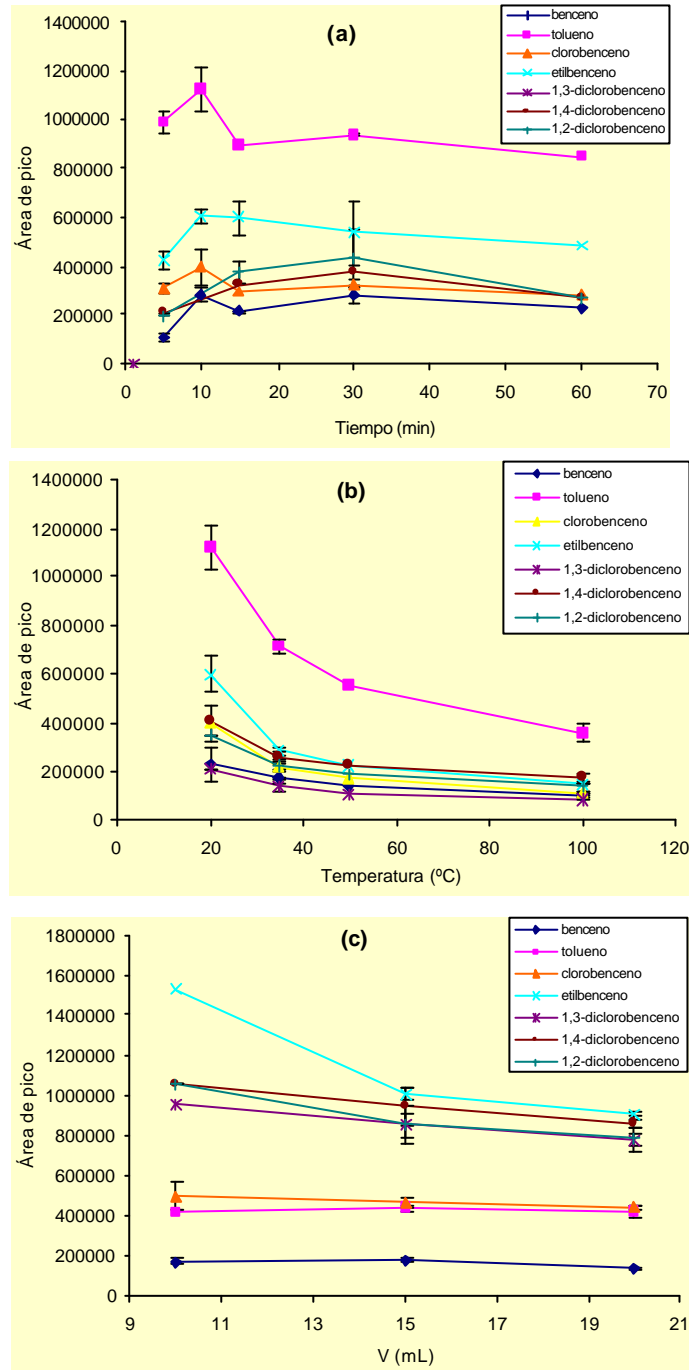 (a)
benceno
tolueno
clorobenceno
etilbenceno
1,3-diclorobenceno
1,4-diclorobenceno
1,2-diclorobenceno
1400000
1200000
1000000
800000
600000
400000
200000
0
Área de pico
0 10 20 30 40 50 60 70
Tiempo (min)
(b)
benceno
tolueno
clorobenceno
etilbenceno
1,3-diclorobenceno
1,4-diclorobenceno
1,2-diclorobenceno
1400000
1200000
1000000
800000
600000
400000
200000
0
Área de pico
0 20 40 60 80 100 120
Temperatura (ºC)
(c)
benceno
tolueno
clorobenceno
etilbenceno
1,3-diclorobenceno
1,4-diclorobenceno
1,2-diclorobenceno
1800000
1600000
1400000
1200000
1000000
800000
600000
400000
200000
0
Área de pico
9 11 13 15 17 19 21
V (mL)